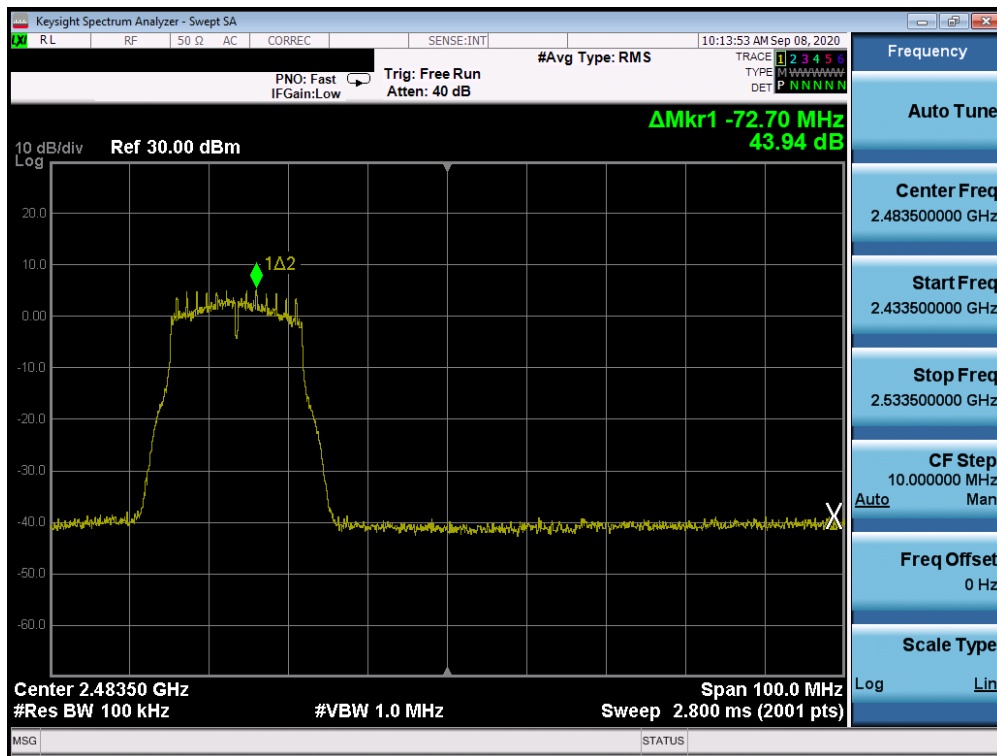 Keysight Spectrum Analyzer - Swept SA
LXI RL RF 50 Ω AC CORREC SENSE:INT 10:13:53 AM Sep 08, 2020
PNO: Fast
IFGain:Low
Trig: Free Run
Atten: 40 dB
#Avg Type: RMS
TRACE 1 2 3 4 5 6
TYPE M WWWWW
DET P N N N N N
ΔMkr1 -72.70 MHz
43.94 dB
10 dB/div Ref 30.00 dBm
Log
20.0
10.0
0.00
-10.0
-20.0
-30.0
-40.0
-50.0
-60.0
1Δ2
X
Center 2.48350 GHz Span 100.0 MHz
#Res BW 100 kHz #VBW 1.0 MHz Sweep 2.800 ms (2001 pts)
MSG STATUS
Frequency
Auto Tune
Center Freq
2.483500000 GHz
Start Freq
2.433500000 GHz
Stop Freq
2.533500000 GHz
CF Step
10.000000 MHz
Auto Man
Freq Offset
0 Hz
Scale Type
Log Lin